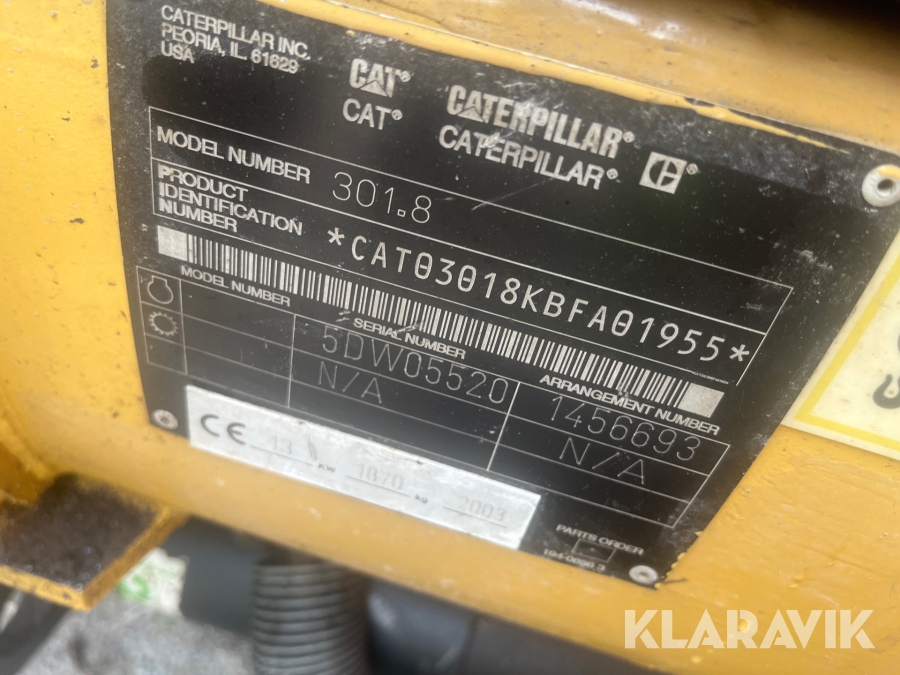 CATERPILLAR INC.
PEORIA, IL 61629
USA
CAT®
CAT®
CATERPILLAR®
CATERPILLAR®
MODEL NUMBER 301.8
PRODUCT
IDENTIFICATION
NUMBER
*CAT03018KBFA01955*
MODEL NUMBER SERIAL NUMBER ARRANGEMENT NUMBER
5DW05520 1456693
N/A N/A
CE 13 KW 1870 kg 2003
PARTS ORDER
KLARAVIK